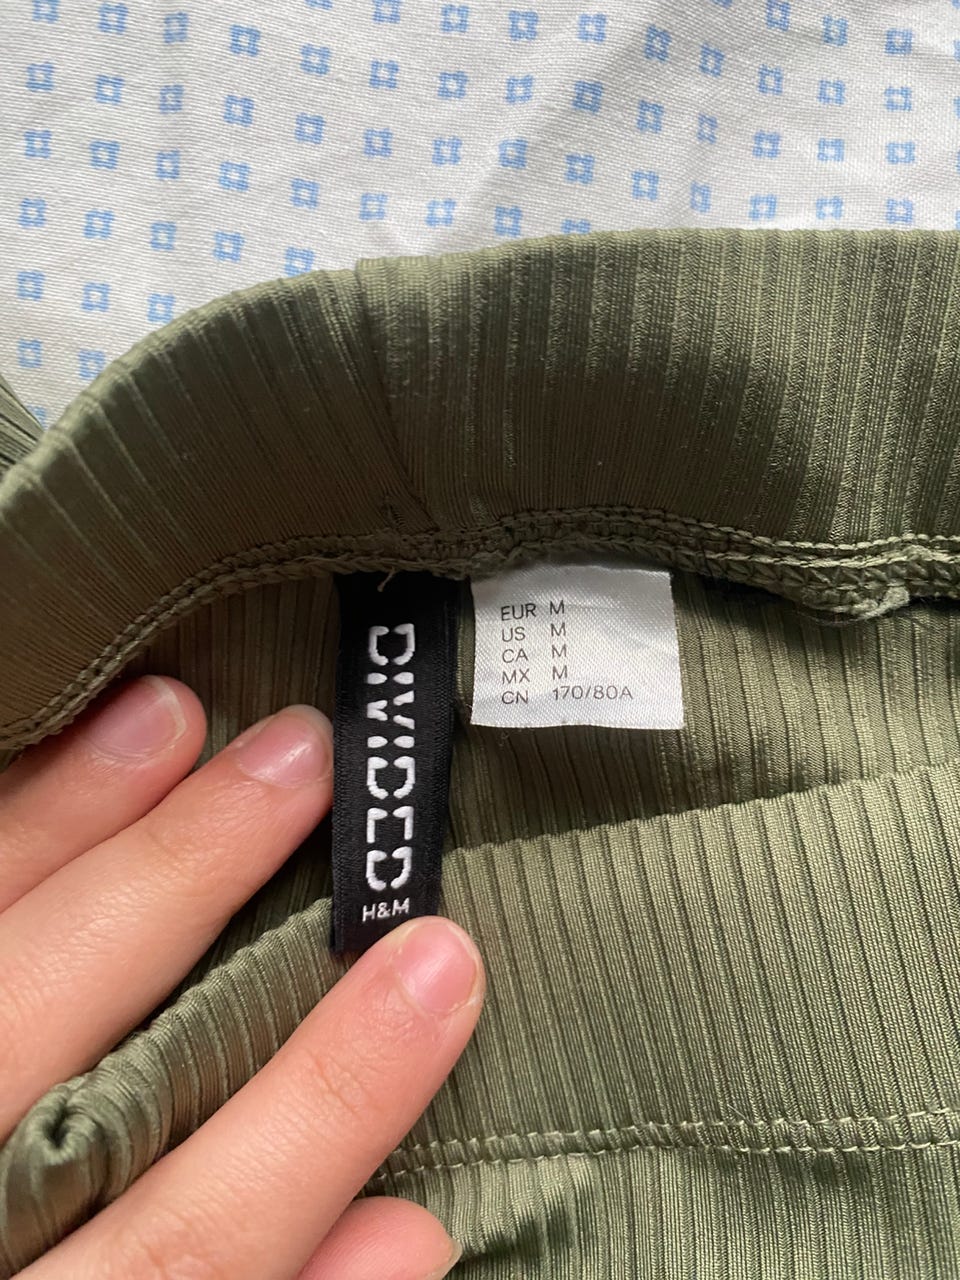 DIVIDED
H&M
EUR M
US M
CA M
MX M
CN 170/80A